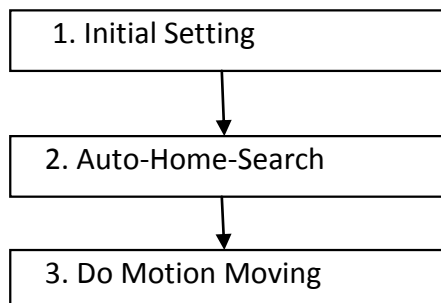 1. Initial Setting
2. Auto-Home-Search
3. Do Motion Moving